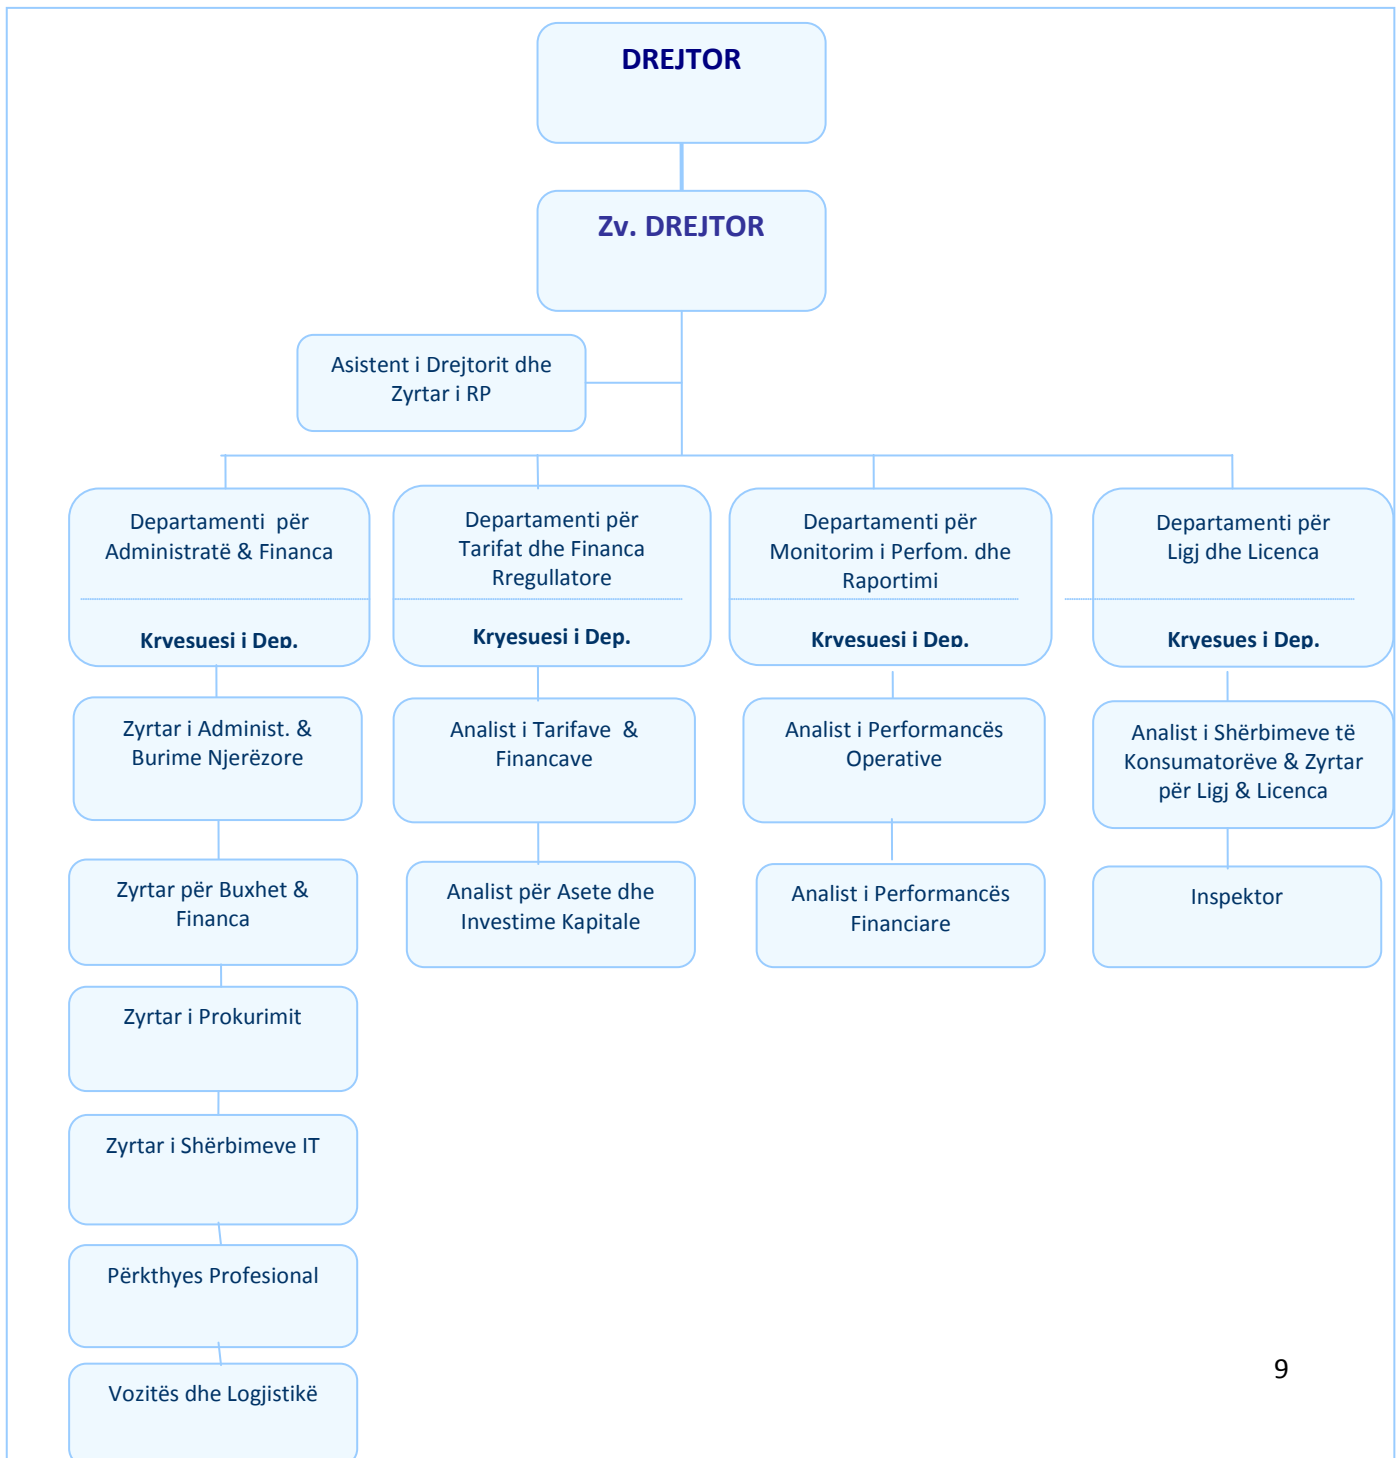 DREJTOR
Zv. DREJTOR
Asistent i Drejtorit dhe
Zyrtar i RP
Departamenti për
Administratë & Financa
Kryesuesi i Dep.
Departamenti për
Tarifat dhe Financa
Rregullatore
Kryesuesi i Dep.
Departamenti për
Monitorim i Perfom. dhe
Raportimi
Kryesuesi i Dep.
Departamenti për
Ligj dhe Licenca
Kryesues i Dep.
Zyrtar i Administ. &
Burime Njerëzore
Analist i Tarifave &
Financave
Analist i Performancës
Operative
Analist i Shërbimeve të
Konsumatorëve & Zyrtar
për Ligj & Licenca
Zyrtar për Buxhet &
Financa
Analist për Asete dhe
Investime Kapitale
Analist i Performancës
Financiare
Inspektor
Zyrtar i Prokurimit
Zyrtar i Shërbimeve IT
Përkthyes Profesional
Vozitës dhe Logjistikë
9